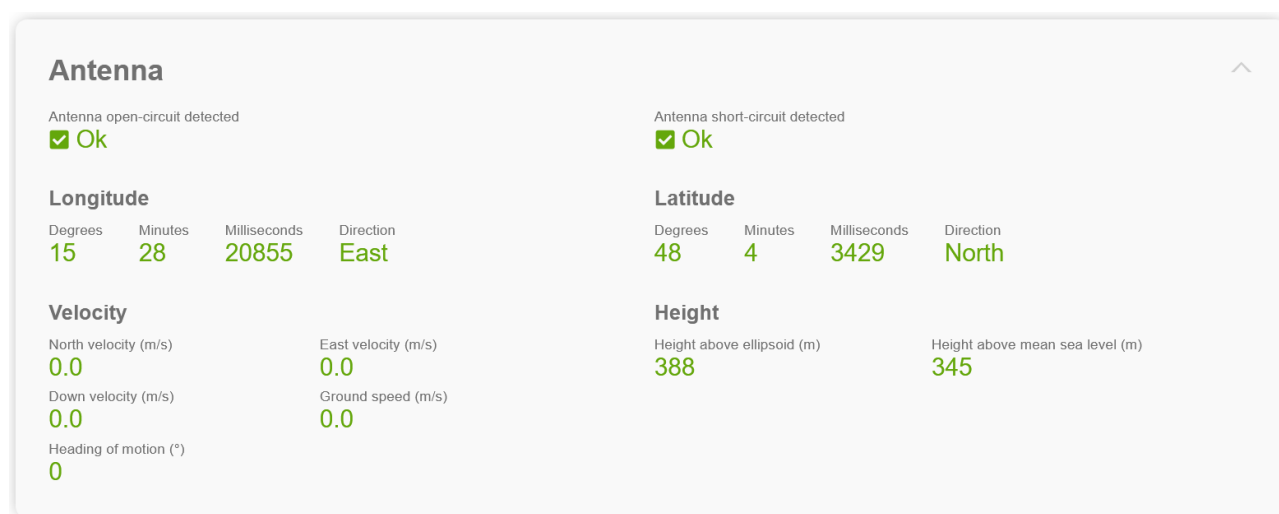 Antenna
Antenna open-circuit detected Antenna short-circuit detected
Ok Ok
Longitude Latitude
Degrees Minutes Milliseconds Direction Degrees Minutes Milliseconds Direction
15 28 20855 East 48 4 3429 North
Velocity Height
North velocity (m/s) East velocity (m/s) Height above ellipsoid (m) Height above mean sea level (m)
0.0 0.0 388 345
Down velocity (m/s) Ground speed (m/s)
0.0 0.0
Heading of motion (°)
0